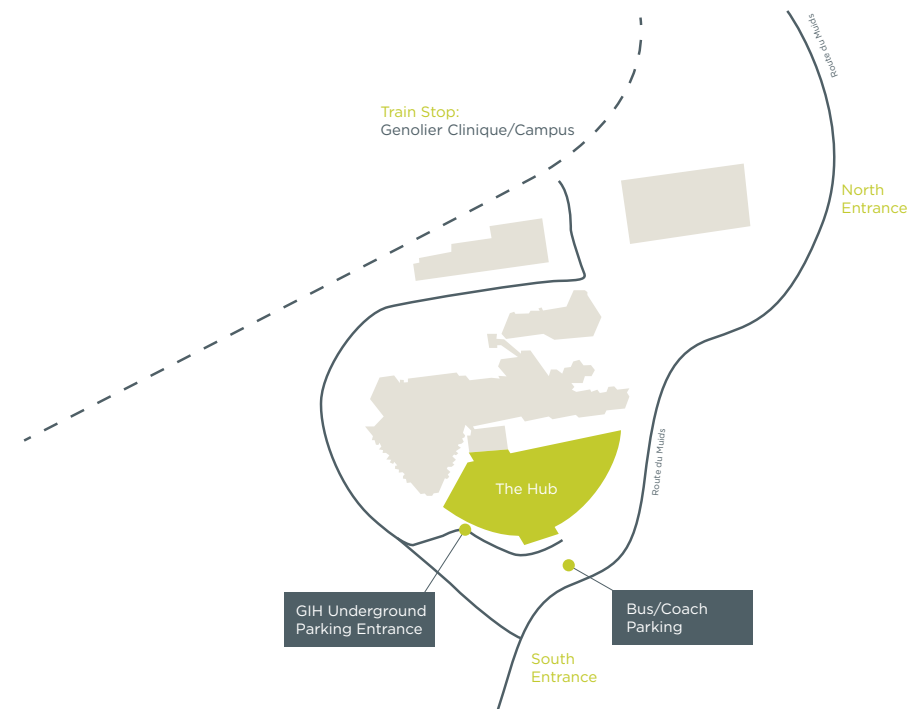 Route du Muids
Train Stop:
Genolier Clinique/Campus
North
Entrance
Route du Muids
The Hub
GIH Underground
Parking Entrance
Bus/Coach
Parking
South
Entrance